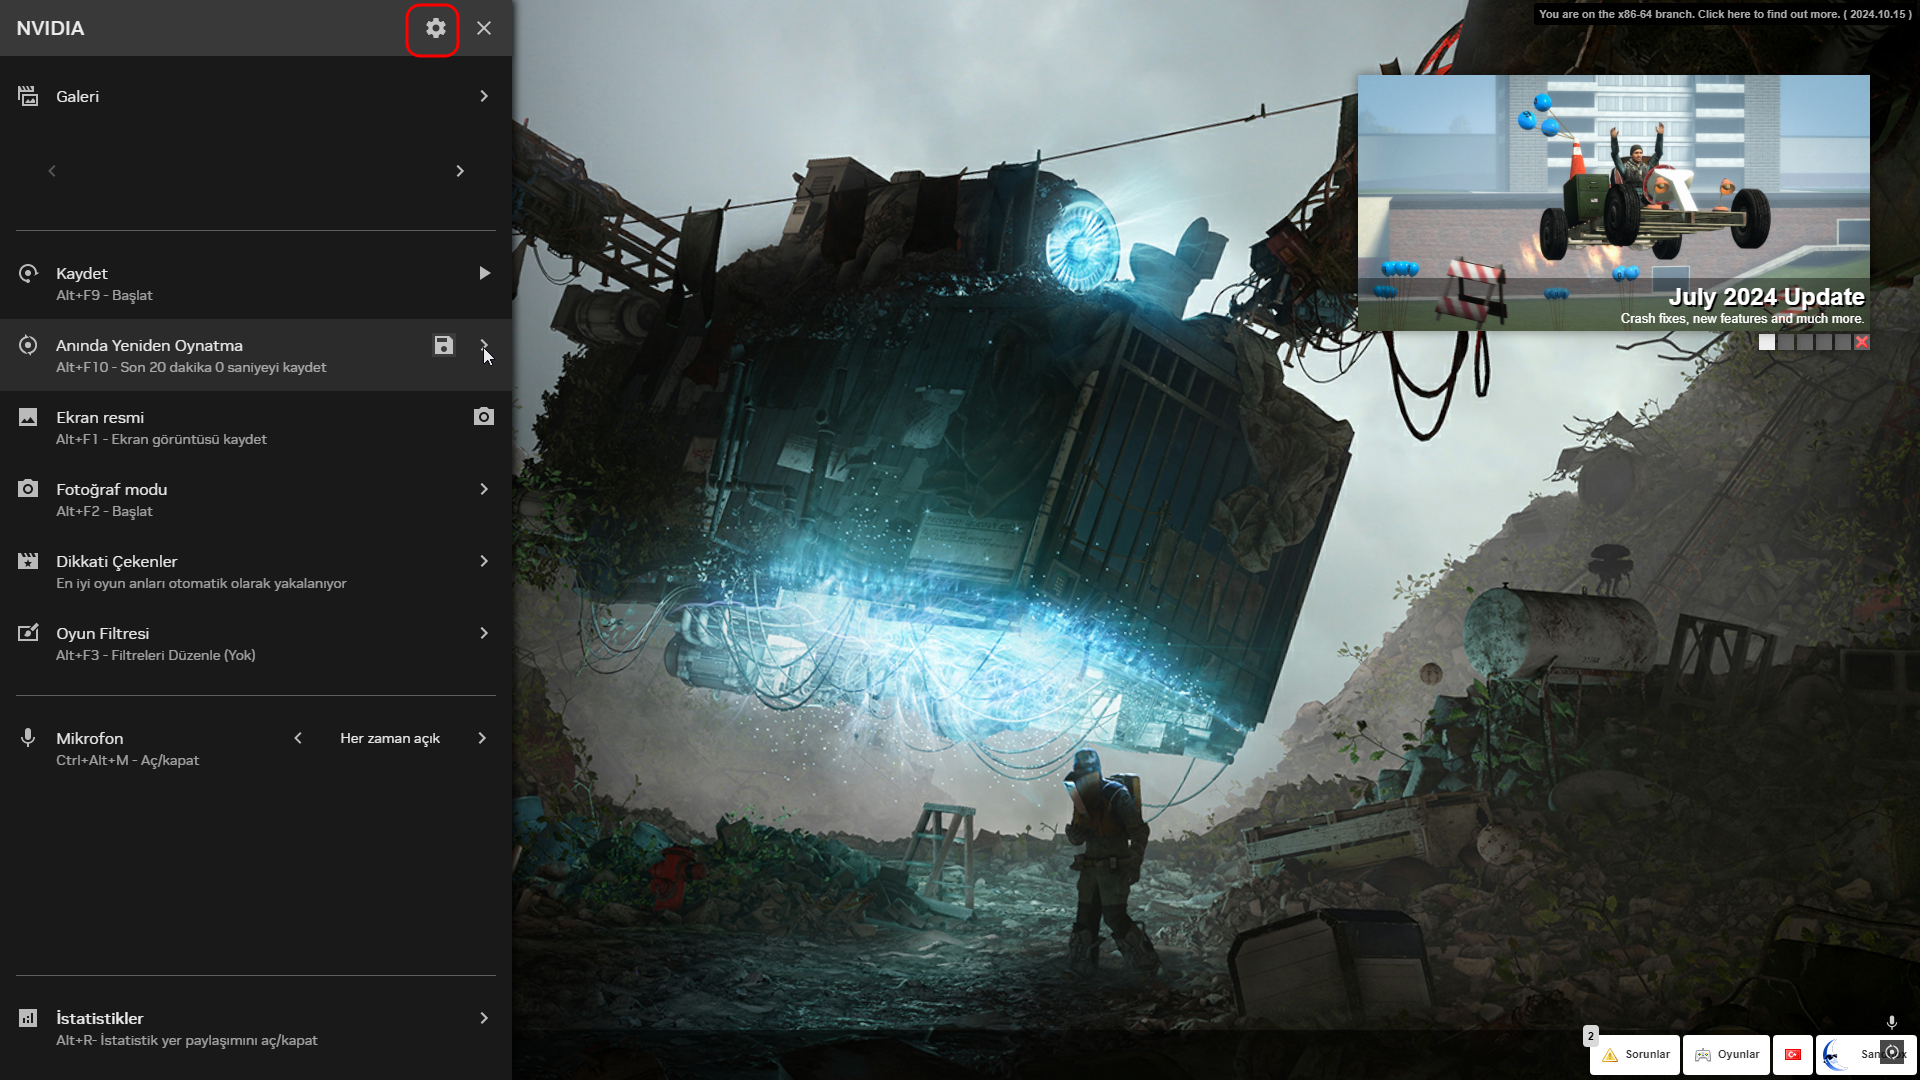 NVIDIA
Galeri
Kaydet
Alt+F9 - Başlat
Anında Yeniden Oynatma
Alt+F10 - Son 20 dakika 0 saniyeyi kaydet
Ekran resmi
Alt+F1 - Ekran görüntüsü kaydet
Fotoğraf modu
Alt+F2 - Başlat
Dikkati Çekenler
En iyi oyun anları otomatik olarak yakalanıyor
Oyun Filtresi
Alt+F3 - Filtreleri Düzenle (Yok)
Mikrofon
Her zaman açık
Ctrl+Alt+M - Aç/kapat
İstatistikler
Alt+R- İstatistik yer paylaşımını aç/kapat
You are on the x86-64 branch. Click here to find out more. ( 2024.10.15 )
July 2024 Update
Crash fixes, new features and much more.
2
Sorunlar
Oyunlar